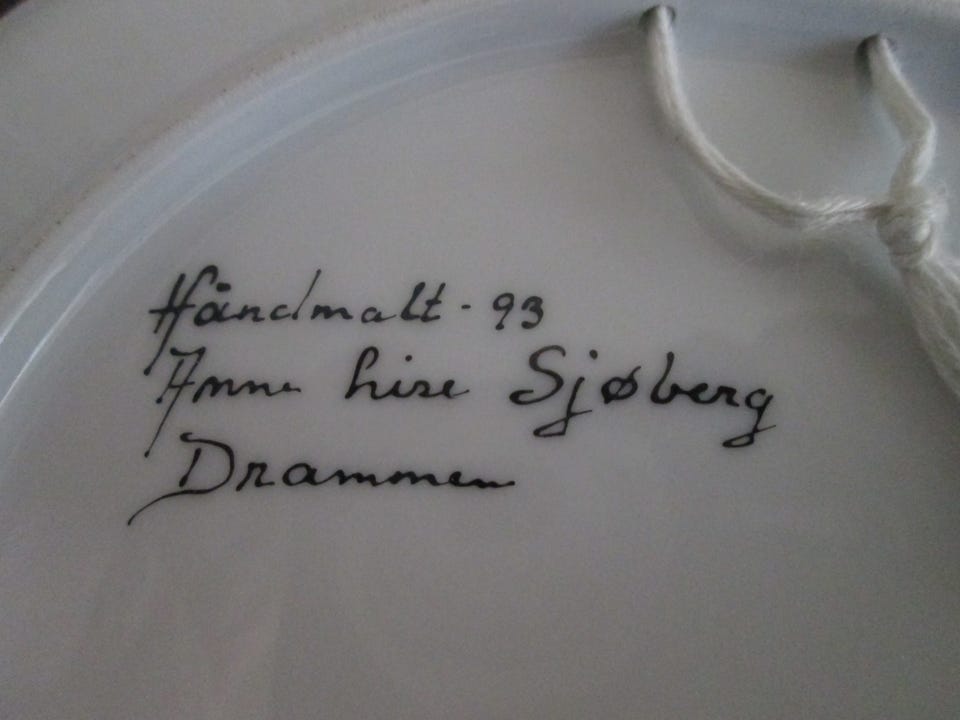 Håndmalt - 93
Anne Lise Sjøberg
Drammen